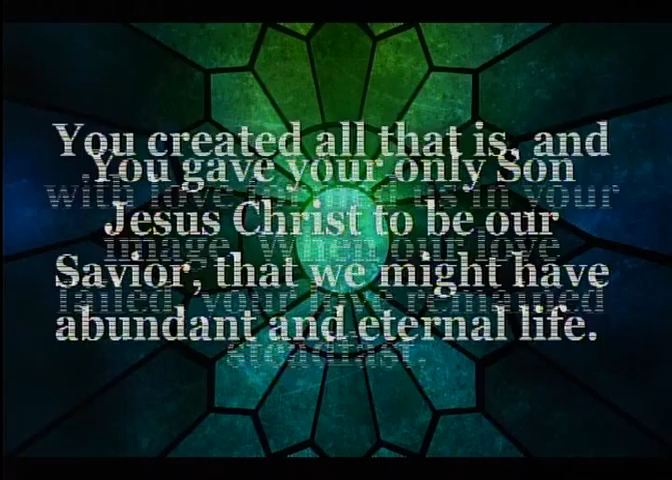 You created all that is, and
You gave your only Son
with love formed us in your
Jesus Christ to be our
image. When our love
Savior, that we might have
failed, your love remained
abundant and eternal life.
steadfast.